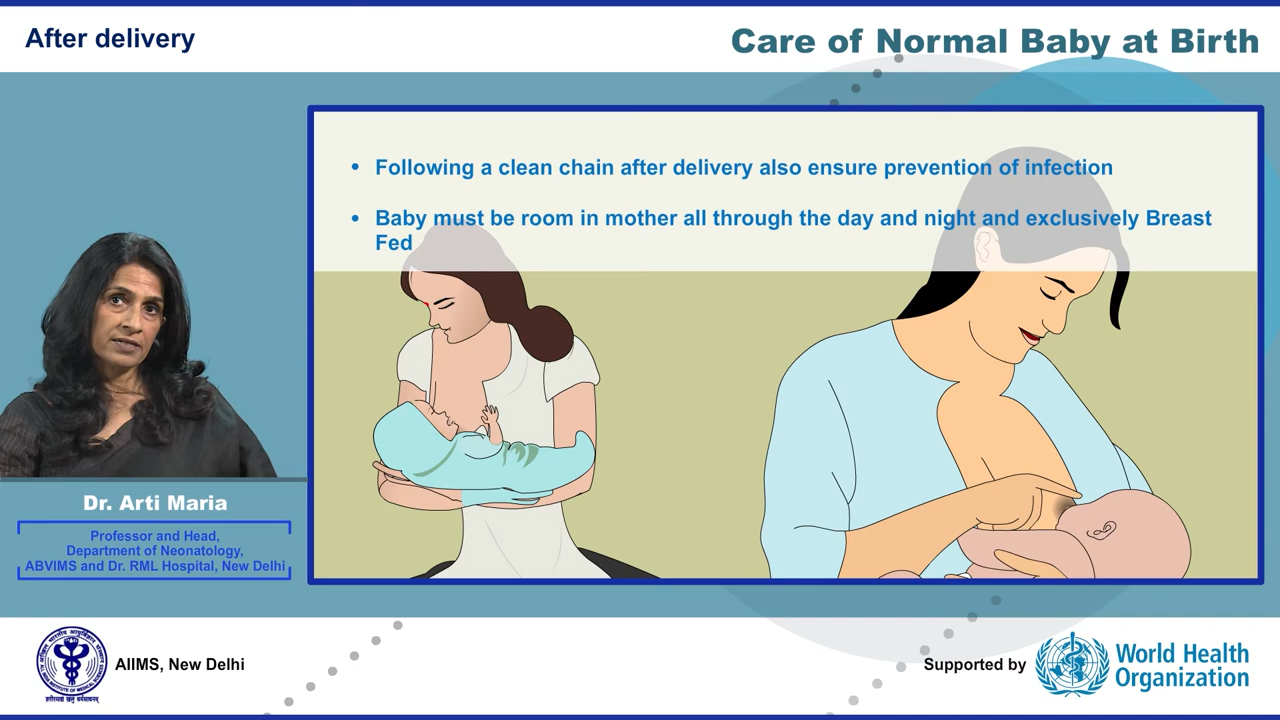 After delivery
Care of Normal Baby at Birth
• Following a clean chain after delivery also ensure prevention of infection
• Baby must be room in mother all through the day and night and exclusively Breast
Fed
Dr. Arti Maria
Professor and Head,
Department of Neonatology,
ABVIMS and Dr. RML Hospital, New Delhi
AIIMS, New Delhi
Supported by
World Health
Organization